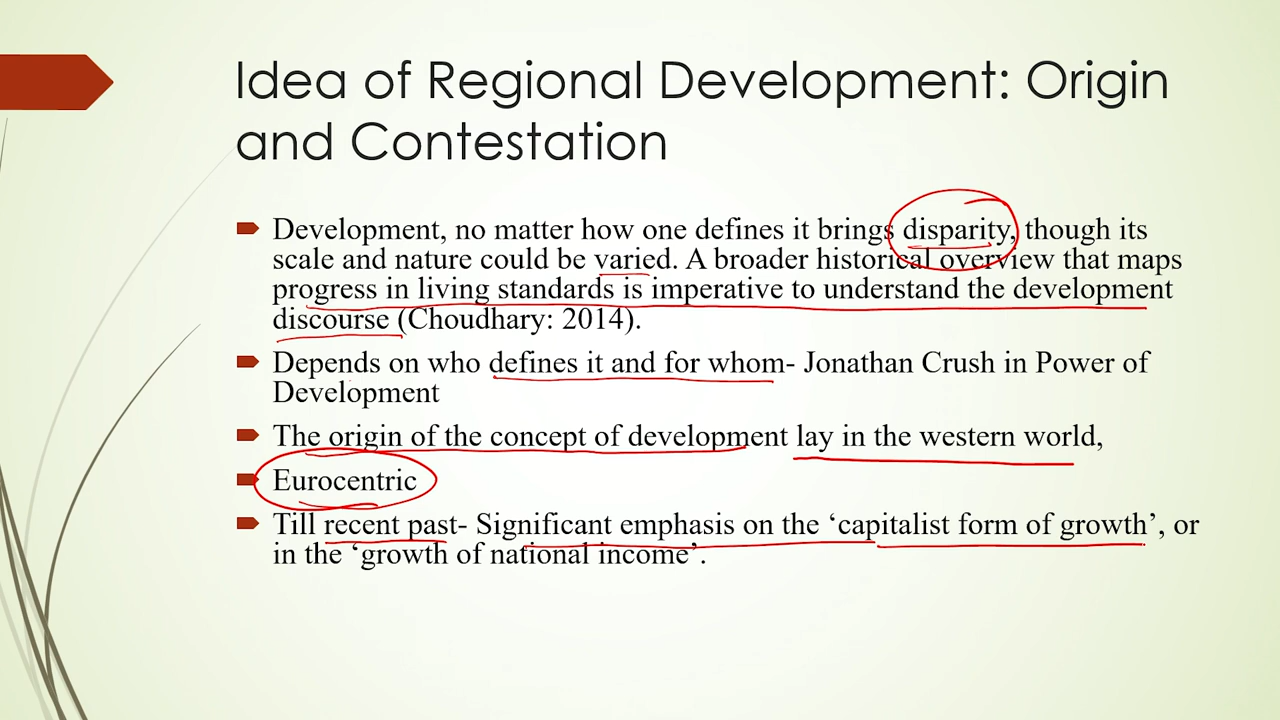 Idea of Regional Development: Origin
and Contestation
Development, no matter how one defines it brings disparity, though its
scale and nature could be varied. A broader historical overview that maps
progress in living standards is imperative to understand the development
discourse (Choudhary: 2014).
Depends on who defines it and for whom- Jonathan Crush in Power of
Development
The origin of the concept of development lay in the western world,
Eurocentric
Till recent past- Significant emphasis on the ‘capitalist form of growth’, or
in the ‘growth of national income’.